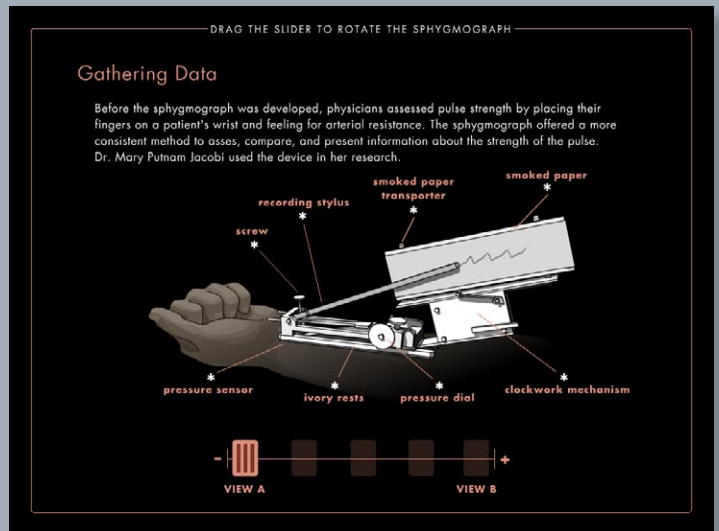 DRAG THE SLIDER TO ROTATE THE SPHYGMOGRAPH
Gathering Data
Before the sphygmograph was developed, physicians assessed pulse strength by placing their
fingers on a patient's wrist and feeling for arterial resistance. The sphygmograph offered a more
consistent method to asses, compare, and present information about the strength of the pulse.
Dr. Mary Putnam Jacobi used the device in her research.
smoked paper
transporter
smoked paper
recording stylus
screw
pressure sensor
ivory rests
pressure dial
clockwork mechanism
- +
VIEW A VIEW B